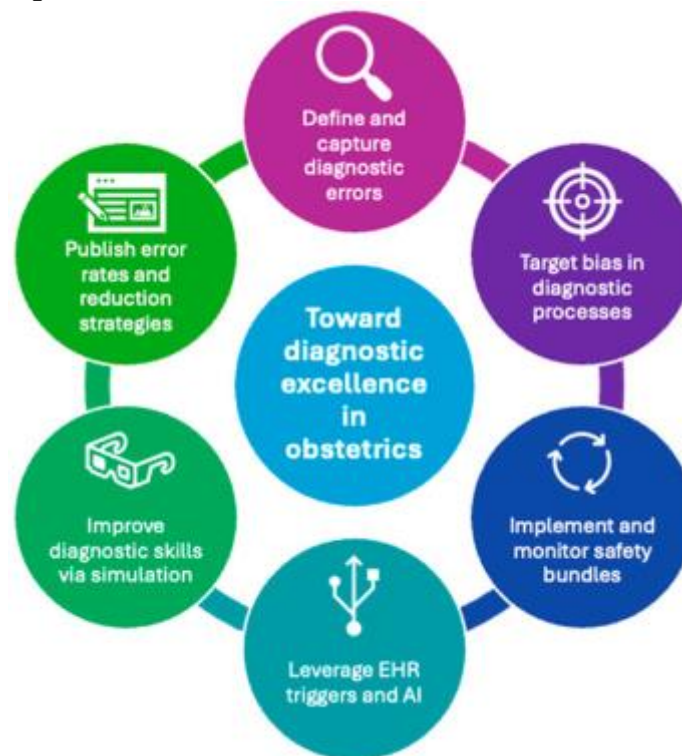 Define and
capture
diagnostic
errors
Target bias in
diagnostic
processes
Implement and
monitor safety
bundles
Leverage EHR
triggers and AI
Improve
diagnostic skills
via simulation
Publish error
rates and
reduction
strategies
Toward
diagnostic
excellence
in
obstetrics